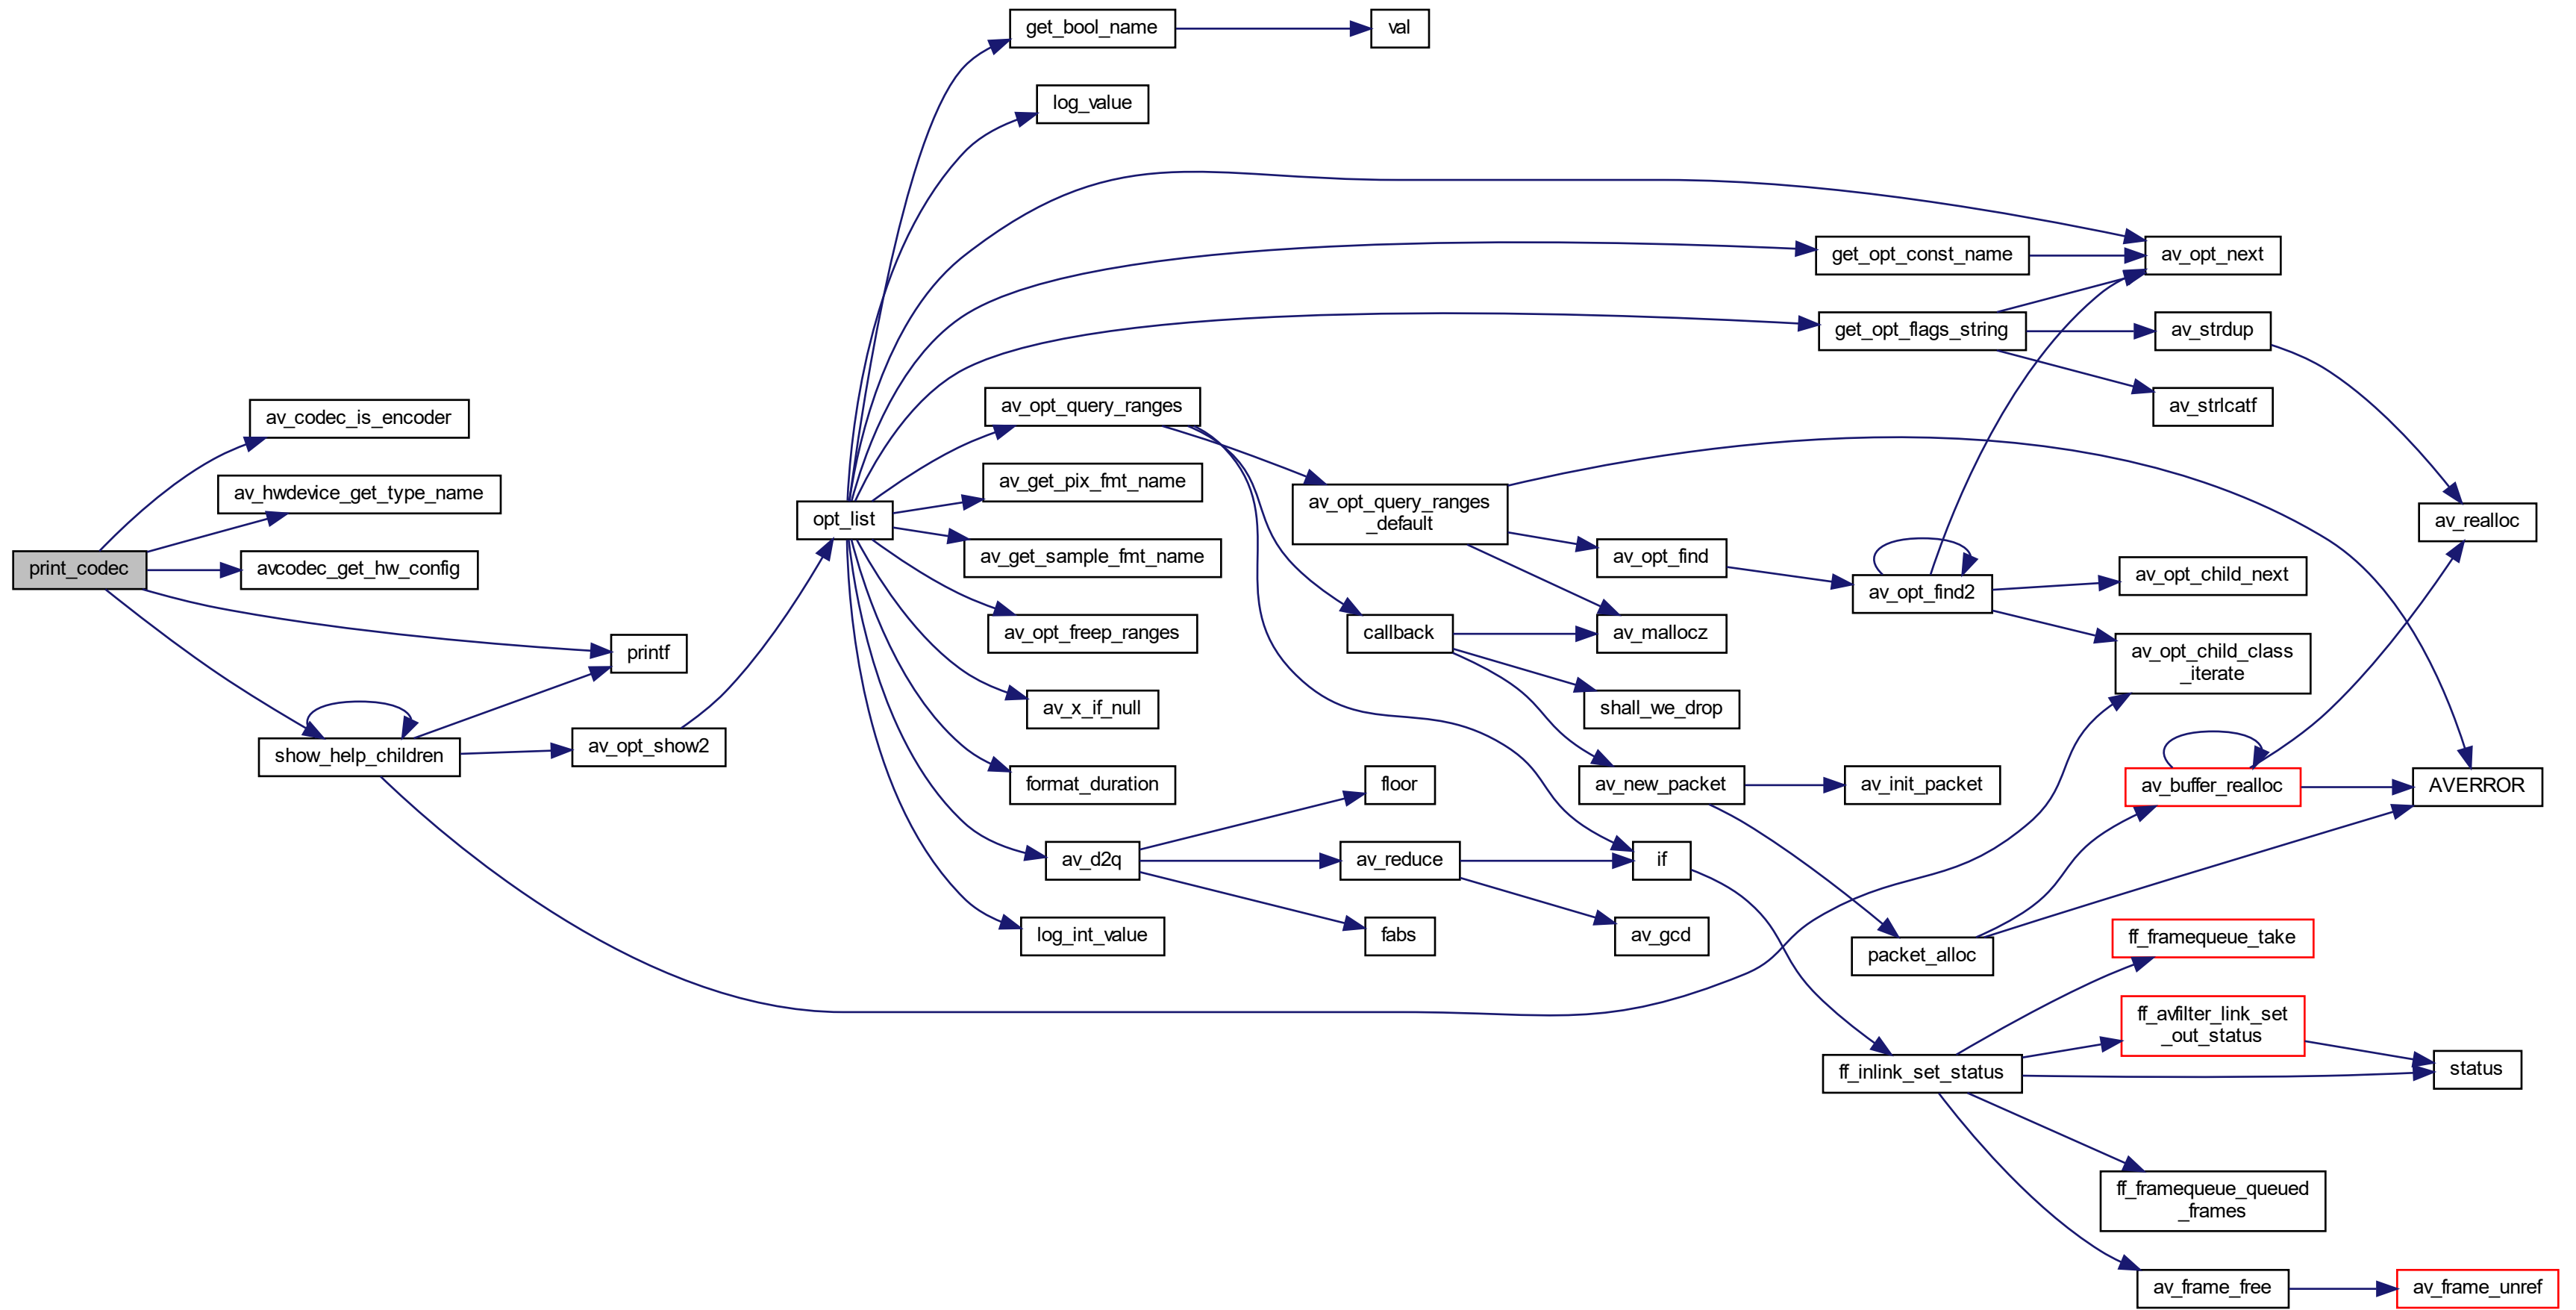 print_codec
av_codec_is_encoder
av_hwdevice_get_type_name
avcodec_get_hw_config
printf
show_help_children
av_opt_show2
opt_list
get_bool_name
val
log_value
av_opt_next
get_opt_const_name
get_opt_flags_string
av_strdup
av_strlcatf
av_opt_query_ranges
av_get_pix_fmt_name
av_get_sample_fmt_name
av_opt_freep_ranges
av_x_if_null
format_duration
av_d2q
log_int_value
av_opt_query_ranges
_default
callback
floor
av_reduce
fabs
av_opt_find
av_mallocz
shall_we_drop
av_new_packet
if
av_gcd
av_opt_find2
av_init_packet
packet_alloc
ff_inlink_set_status
av_opt_child_next
av_opt_child_class
_iterate
av_buffer_realloc
ff_framequeue_take
ff_avfilter_link_set
_out_status
ff_framequeue_queued
_frames
av_frame_free
av_realloc
AVERROR
status
av_frame_unref